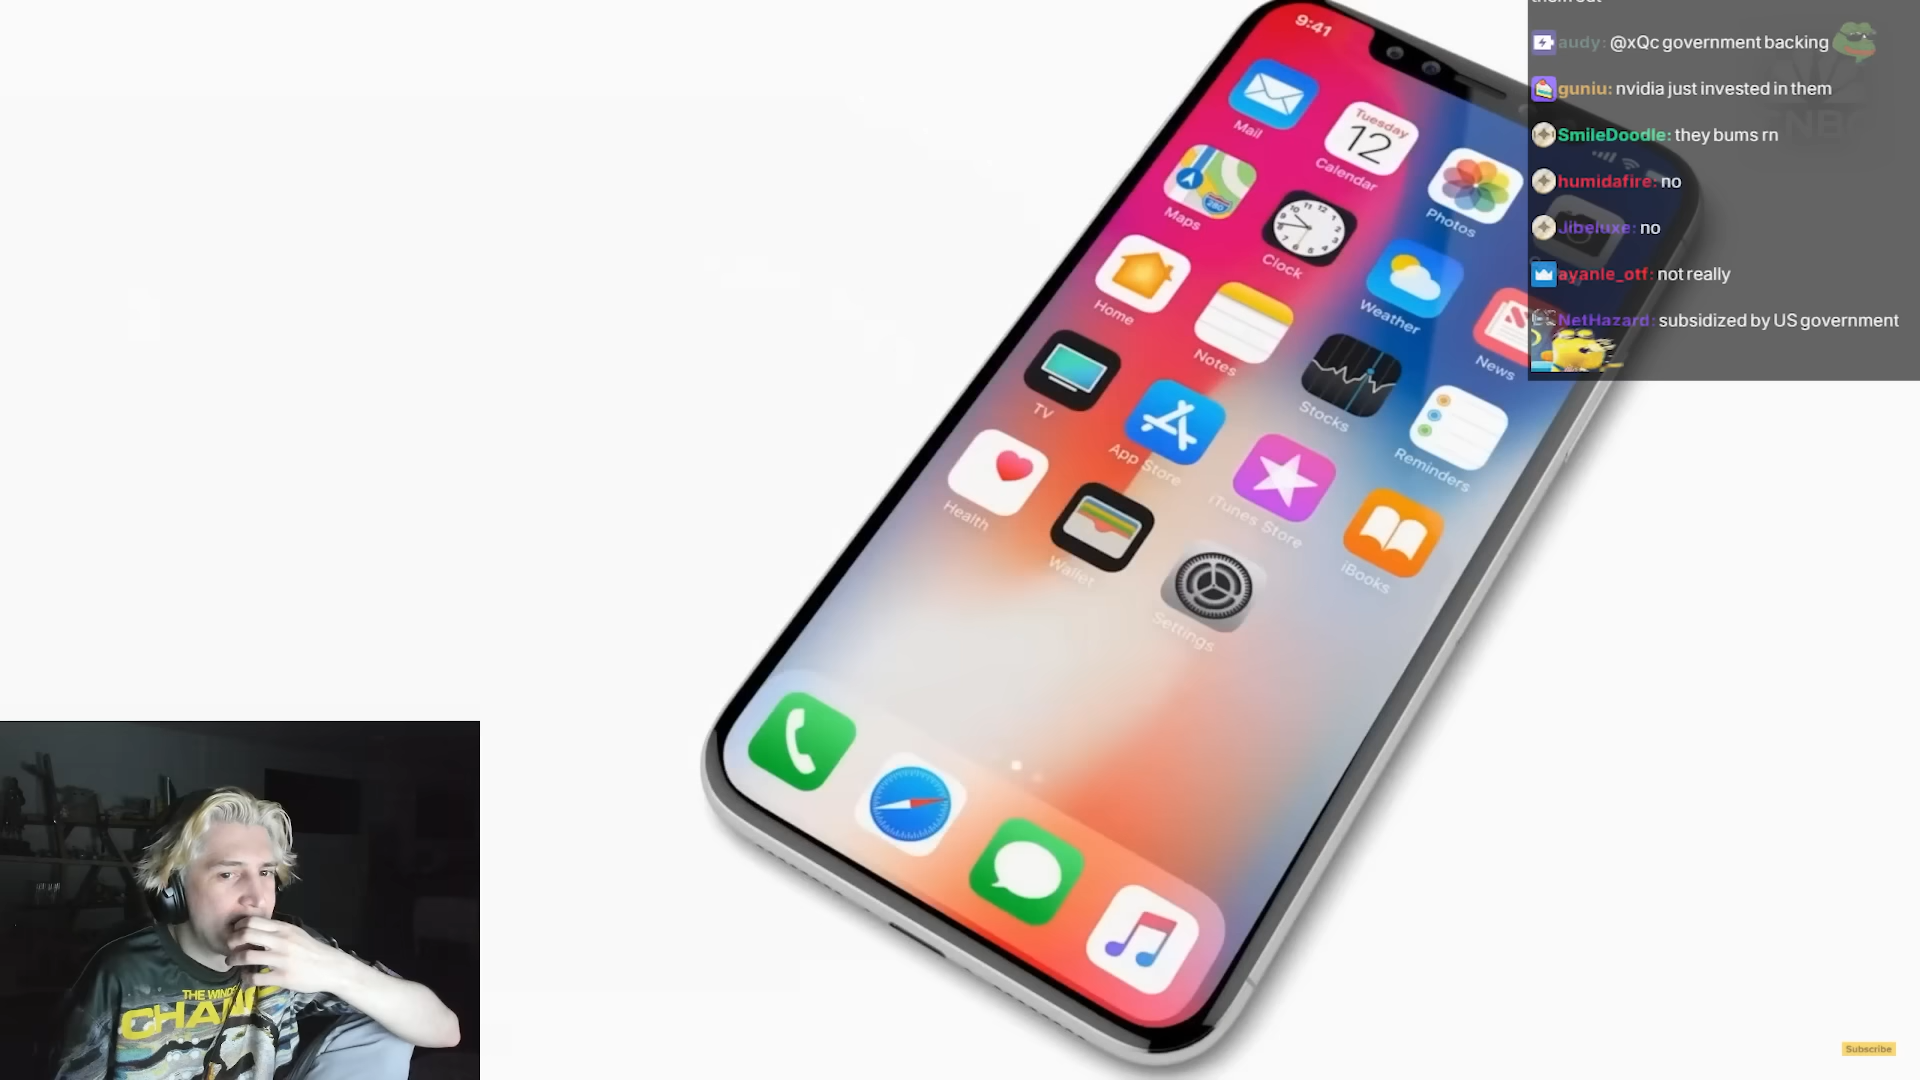 9:41
Mail
Tuesday
12
Calendar
Photos
Maps
280
Clock
Weather
News
Home
Notes
Stocks
Reminders
TV
App Store
iTunes Store
iBooks
Health
Wallet
Settings
audy: @xQc government backing
guniu: nvidia just invested in them
SmileDoodle: they bums rn
humidafire: no
Jibeluxe: no
ayanle_otf: not really
NetHazard: subsidized by US government
THE WINDS
CHA
Subscribe